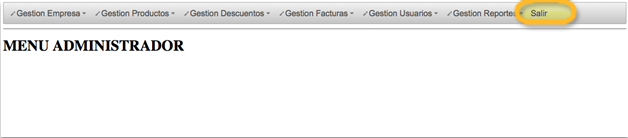 ✓Gestion Empresa ✓Gestion Productos ✓Gestion Descuentos ✓Gestion Facturas ✓Gestion Usuarios ✓Gestion Reportes Salir
MENU ADMINISTRADOR